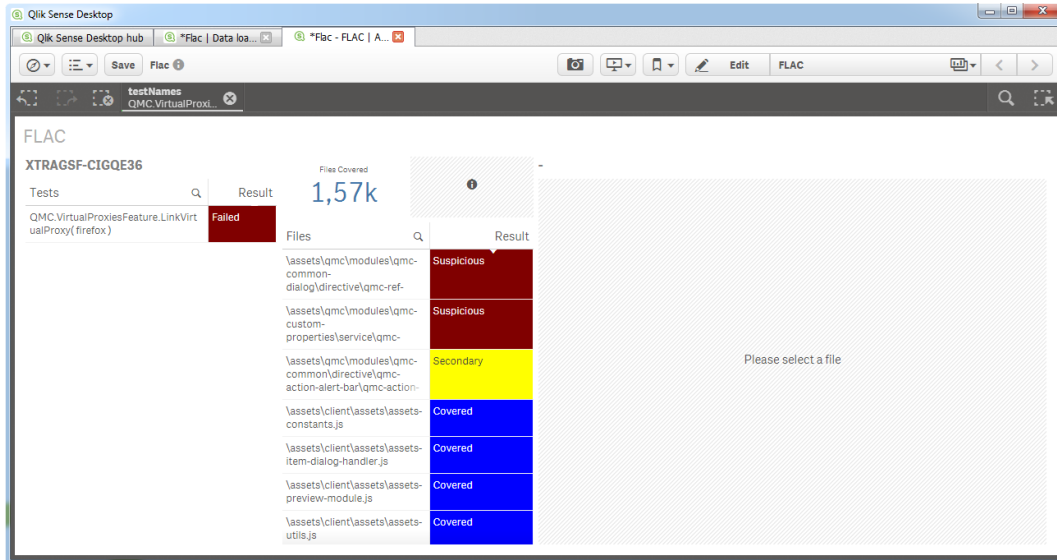 Qlik Sense Desktop
Qlik Sense Desktop hub
*Flac | Data loa...
*Flac - FLAC | A...
Save
Flac
Edit
FLAC
testNames
QMC.VirtualProxi...
FLAC
XTRAGSF-CIGQE36
Tests
Result
QMC.VirtualProxiesFeature.LinkVirt
ualProxy(firefox)
Failed
Files Covered
1,57k
-
Files
Result
\assets\qmc\modules\qmc-
common-
dialog\directive\qmc-ref-
Suspicious
\assets\qmc\modules\qmc-
custom-
properties\service\qmc-
Suspicious
\assets\qmc\modules\qmc-
common\directive\qmc-
action-alert-bar\qmc-action-
Secondary
\assets\client\assets\assets-
constants.js
Covered
\assets\client\assets\assets-
item-dialog-handler.js
Covered
\assets\client\assets\assets-
preview-module.js
Covered
\assets\client\assets\assets-
utils.js
Covered
Please select a file